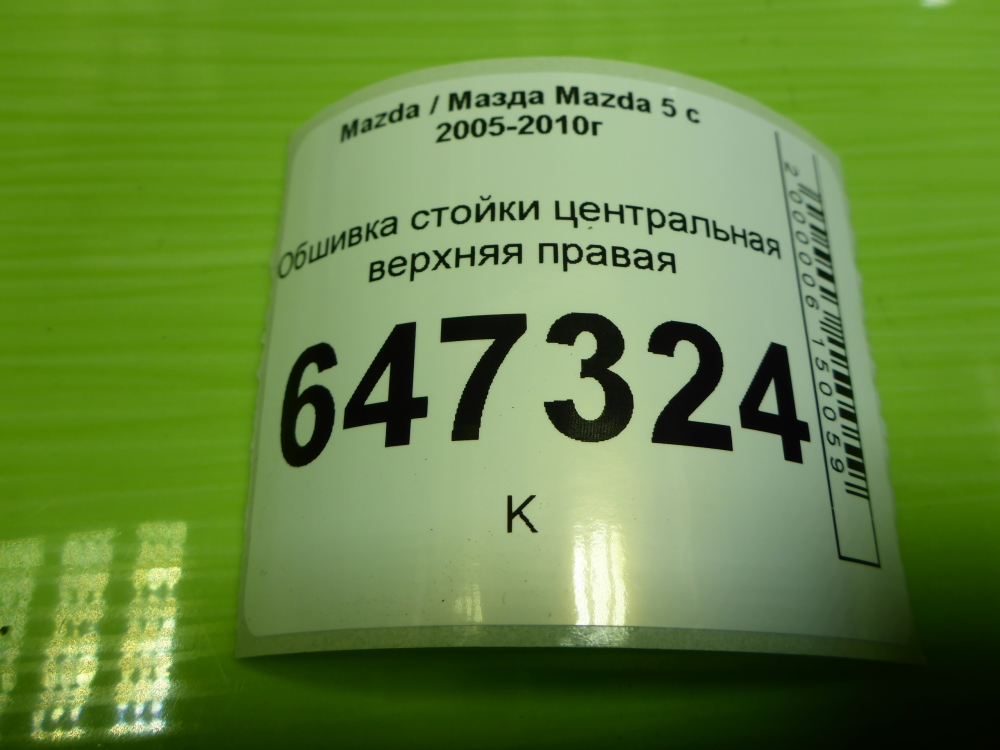 Mazda / Мазда Mazda 5 с
2005-2010г
Обшивка стойки центральная
верхняя правая
647324
К
2000006150059